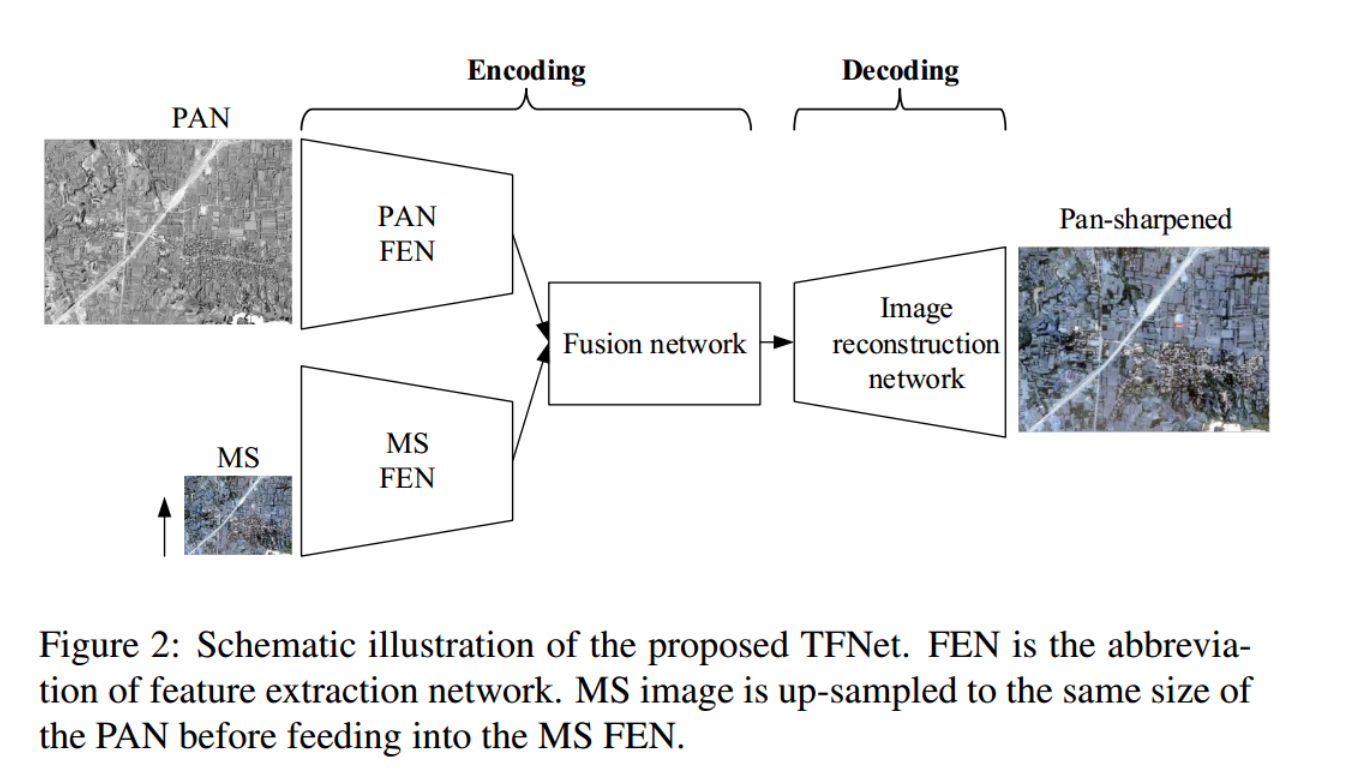 Encoding
Decoding
PAN
PAN
FEN
Pan-sharpened
Fusion network
Image
reconstruction
network
MS
MS
FEN
Figure 2: Schematic illustration of the proposed TFNet. FEN is the abbrevia-
tion of feature extraction network. MS image is up-sampled to the same size of
the PAN before feeding into the MS FEN.